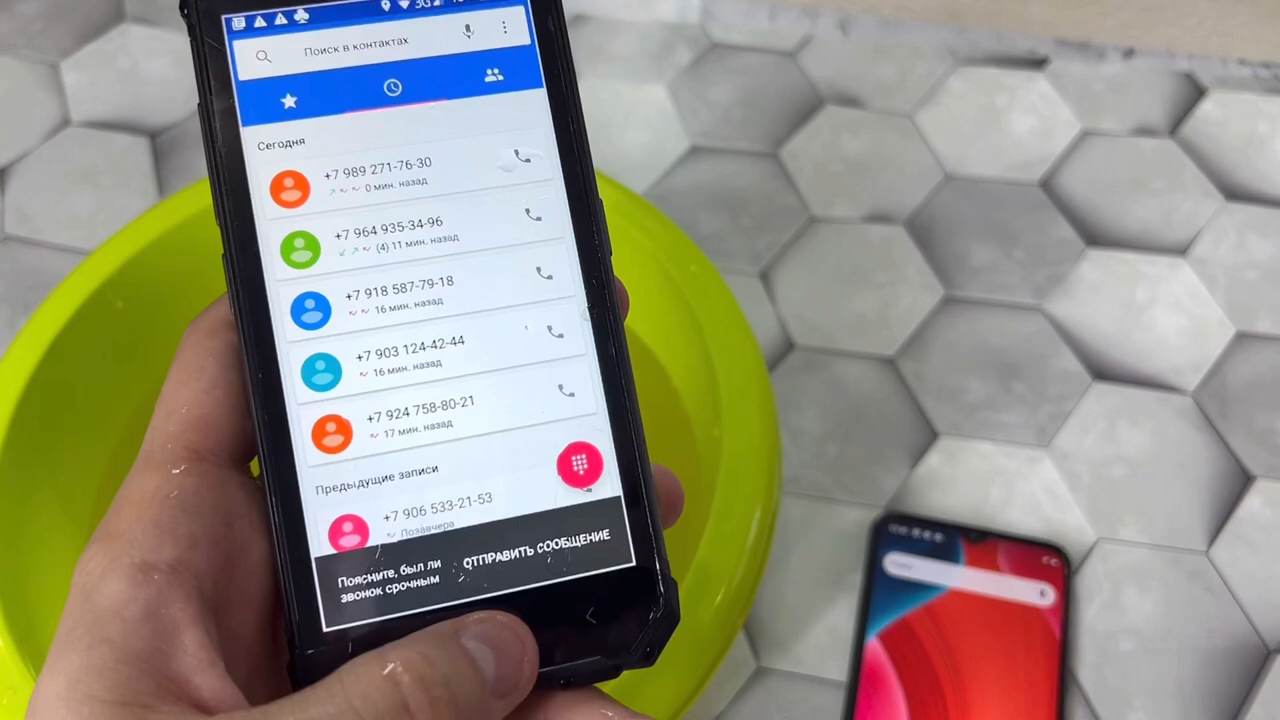 3G
Поиск в контактах
Сегодня
+7 989 271-76-30
0 мин. назад
+7 964 935-34-96
(4) 11 мин. назад
+7 918 587-79-18
16 мин. назад
+7 903 124-42-44
16 мин. назад
+7 924 758-80-21
17 мин. назад
Предыдущие записи
+7 906 533-21-53
Позавчера
Поясните, был ли
звонок срочным
ОТПРАВИТЬ СООБЩЕНИЕ